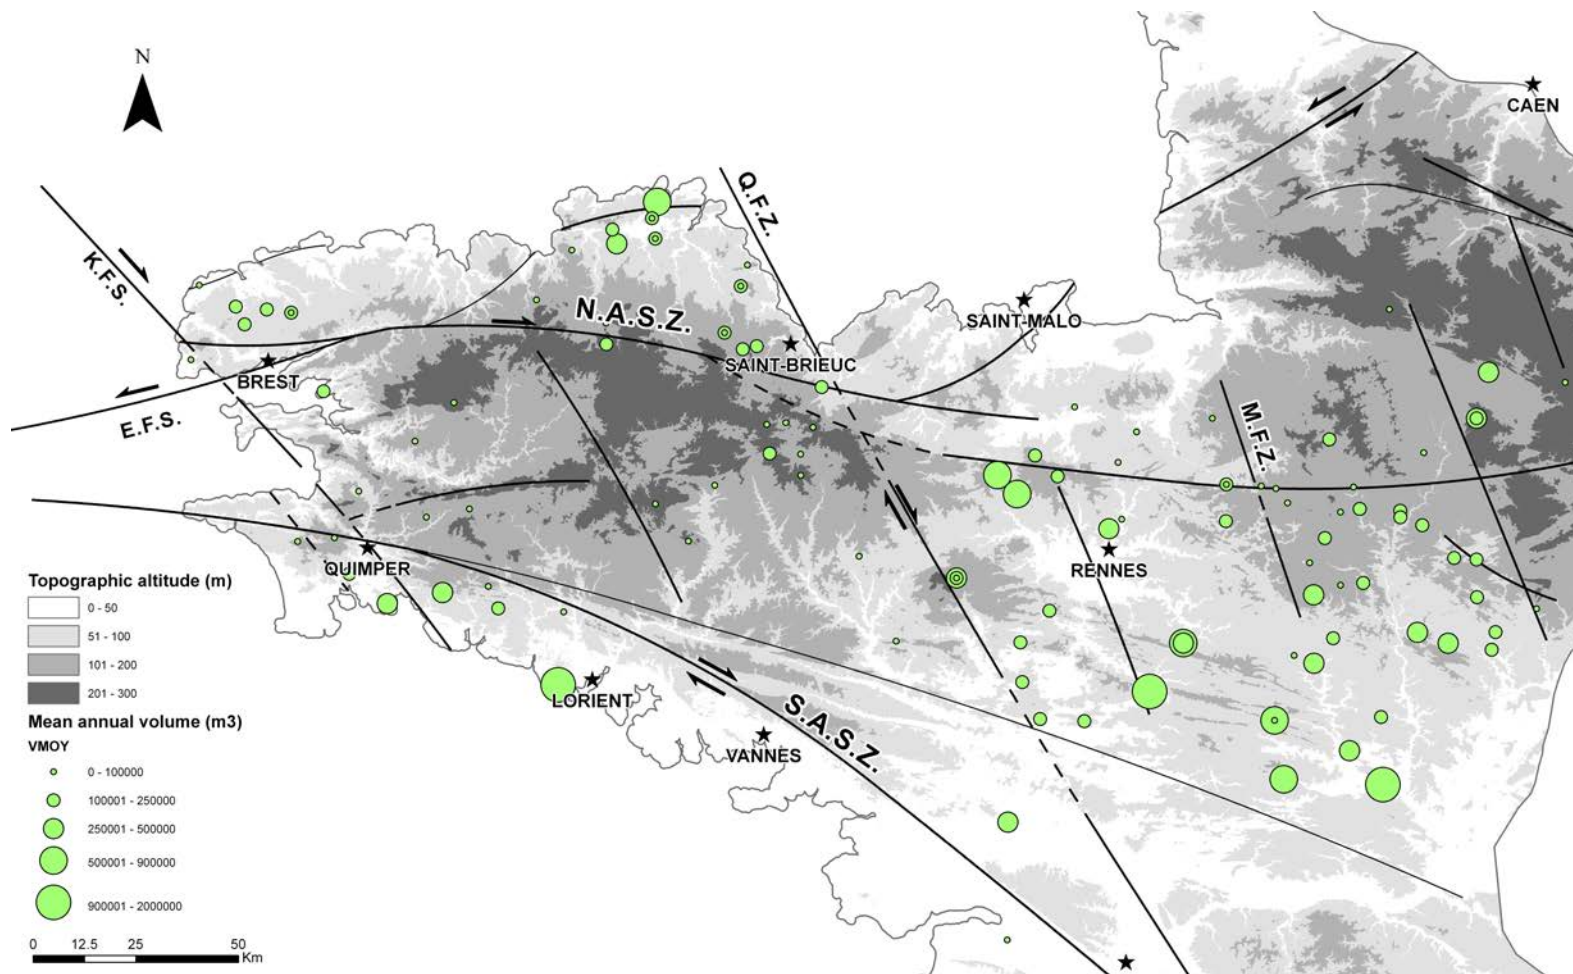 N
CAEN
Q.F.Z.
K.F.S.
N.A.S.Z.
SAINT-MALO
SAINT-BRIEUC
BREST
E.F.S.
M.F.Z.
QUIMPER
RENNES
LORIENT
VANNES
S.A.S.Z.
Topographic altitude (m)
0 - 50
51 - 100
101 - 200
201 - 300
Mean annual volume (m3)
VMOY
0 - 100000
100001 - 250000
250001 - 500000
500001 - 900000
900001 - 2000000
0 12.5 25 50
Km